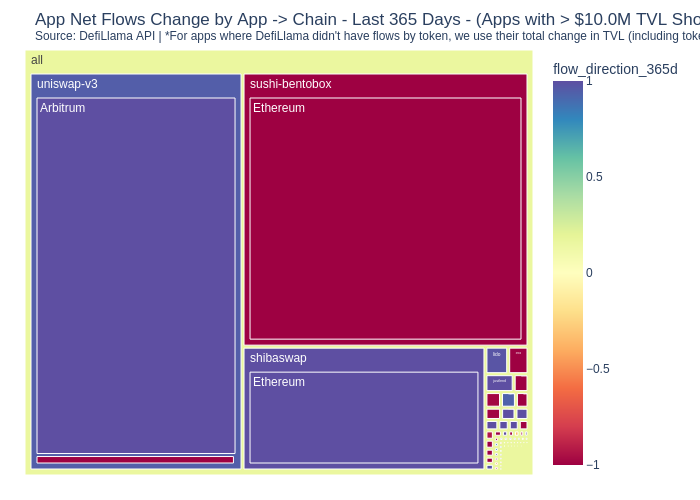 App Net Flows Change by App -> Chain - Last 365 Days - (Apps with > $10.0M TVL Sho
Source: DefiLlama API | *For apps where DefiLlama didn't have flows by token, we use their total change in TVL (including toke
all
flow_direction_365d
uniswap-v3
sushi-bentobox
Arbitrum
Ethereum
1
0.5
0
−0.5
−1
shibaswap
Ethereum
lido